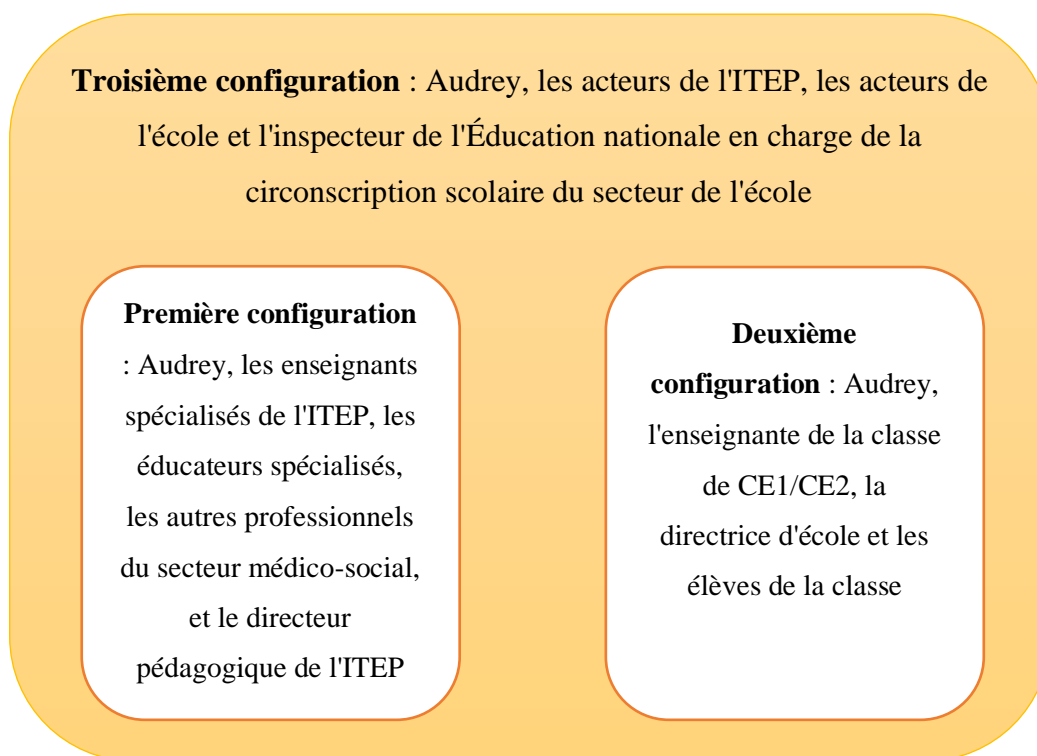 Troisième configuration : Audrey, les acteurs de l'ITEP, les acteurs de
l'école et l'inspecteur de l'Éducation nationale en charge de la
circonscription scolaire du secteur de l'école
Première configuration
: Audrey, les enseignants
spécialisés de l'ITEP, les
éducateurs spécialisés,
les autres professionnels
du secteur médico-social,
et le directeur
pédagogique de l'ITEP
Deuxième
configuration : Audrey,
l'enseignante de la classe
de CE1/CE2, la
directrice d'école et les
élèves de la classe